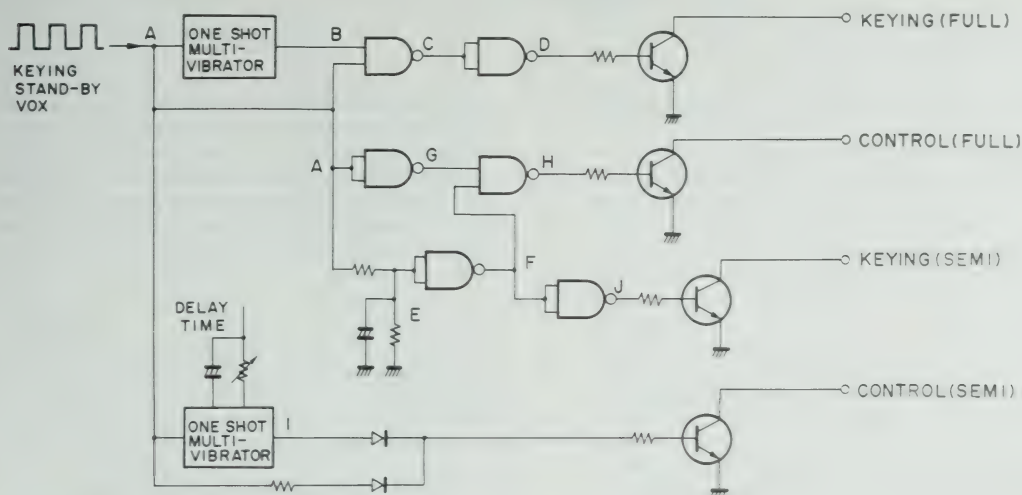 KEYING (FULL)
A
ONE SHOT
MULTI-
VIBRATOR
B
C
D
KEYING
STAND-BY
VOX
CONTROL (FULL)
A
G
H
KEYING (SEMI)
F
J
E
DELAY
TIME
CONTROL (SEMI)
ONE SHOT
MULTI-
VIBRATOR
I